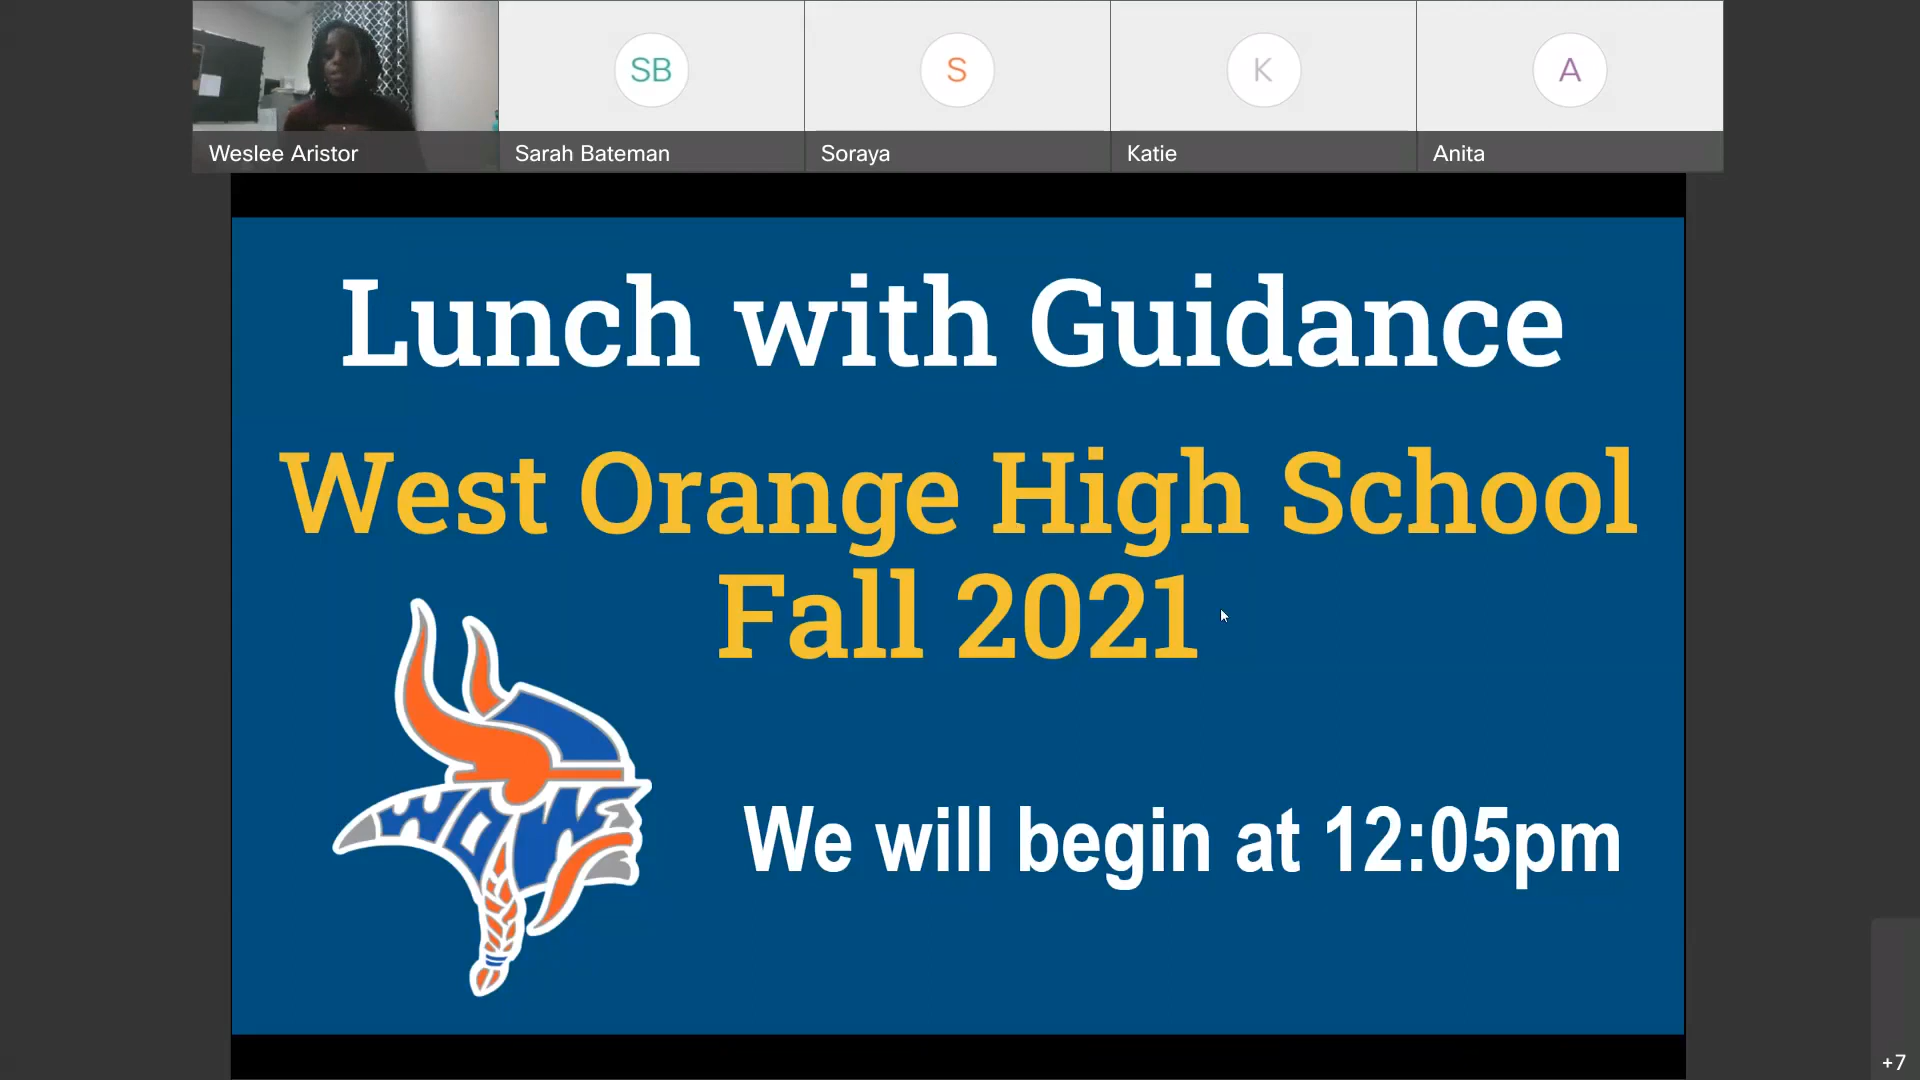 SB
S
K
A
Weslee Aristor
Sarah Bateman
Soraya
Katie
Anita
Lunch with Guidance
West Orange High School
Fall 2021
WOHS
We will begin at 12:05pm
+7